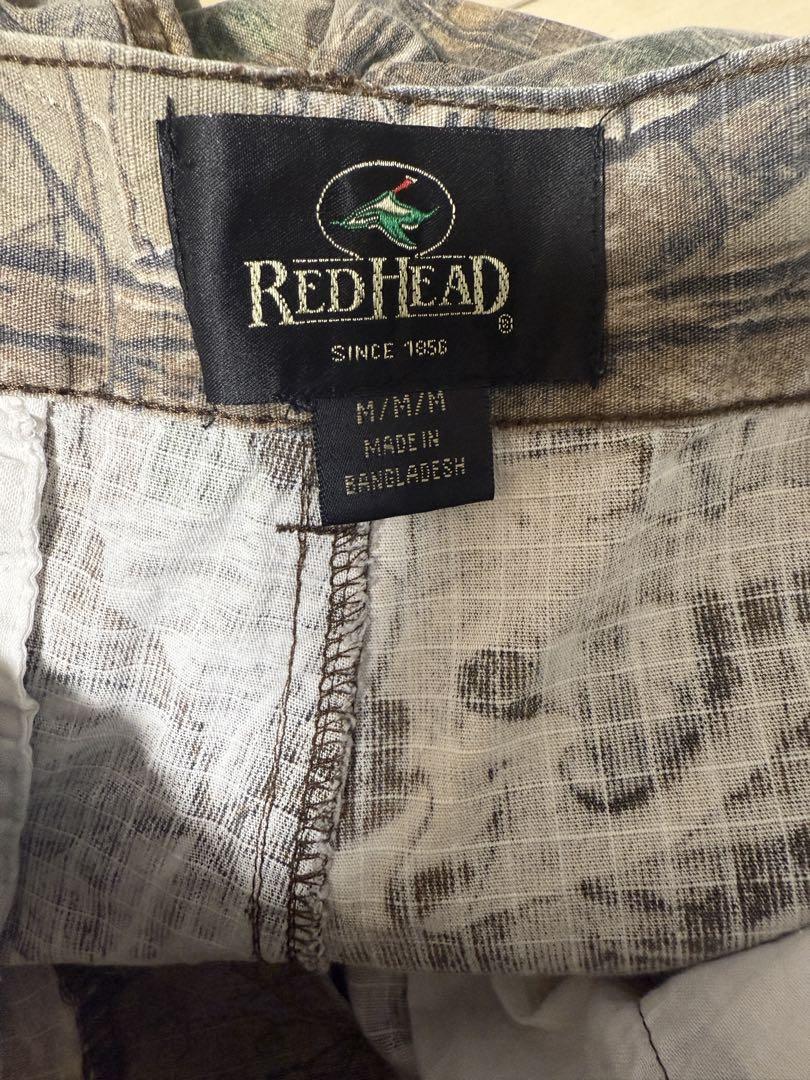 REDHEAD
®
SINCE 1856
M/M/M
MADE IN
BANGLADESH